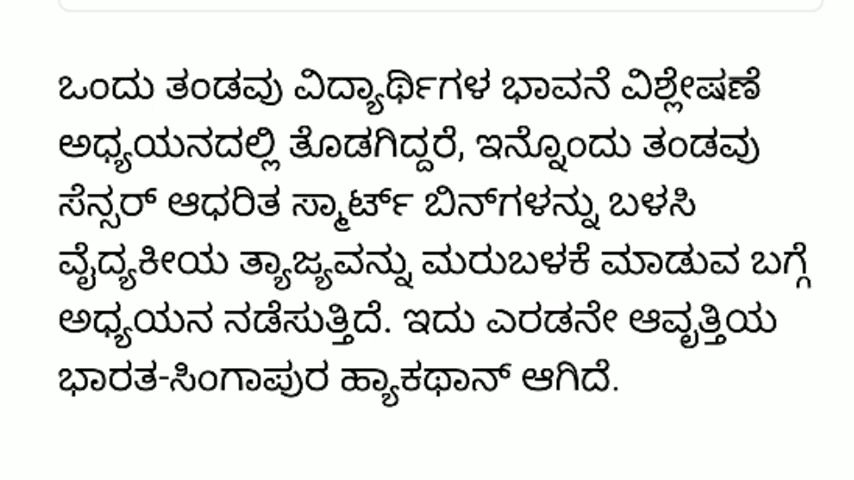 ಒಂದು ತಂಡವು ವಿದ್ಯಾರ್ಥಿಗಳ ಭಾವನೆ ವಿಶ್ಲೇಷಣೆ
ಅಧ್ಯಯನದಲ್ಲಿ ತೊಡಗಿದ್ದರೆ, ಇನ್ನೊಂದು ತಂಡವು
ಸೆನ್ಸರ್ ಆಧರಿತ ಸ್ಮಾರ್ಟ್ ಬಿನ್‌ಗಳನ್ನು ಬಳಸಿ
ವೈದ್ಯಕೀಯ ತ್ಯಾಜ್ಯವನ್ನು ಮರುಬಳಕೆ ಮಾಡುವ ಬಗ್ಗೆ
ಅಧ್ಯಯನ ನಡೆಸುತ್ತಿದೆ. ಇದು ಎರಡನೇ ಆವೃತ್ತಿಯ
ಭಾರತ-ಸಿಂಗಾಪುರ ಹ್ಯಾಕಥಾನ್ ಆಗಿದೆ.